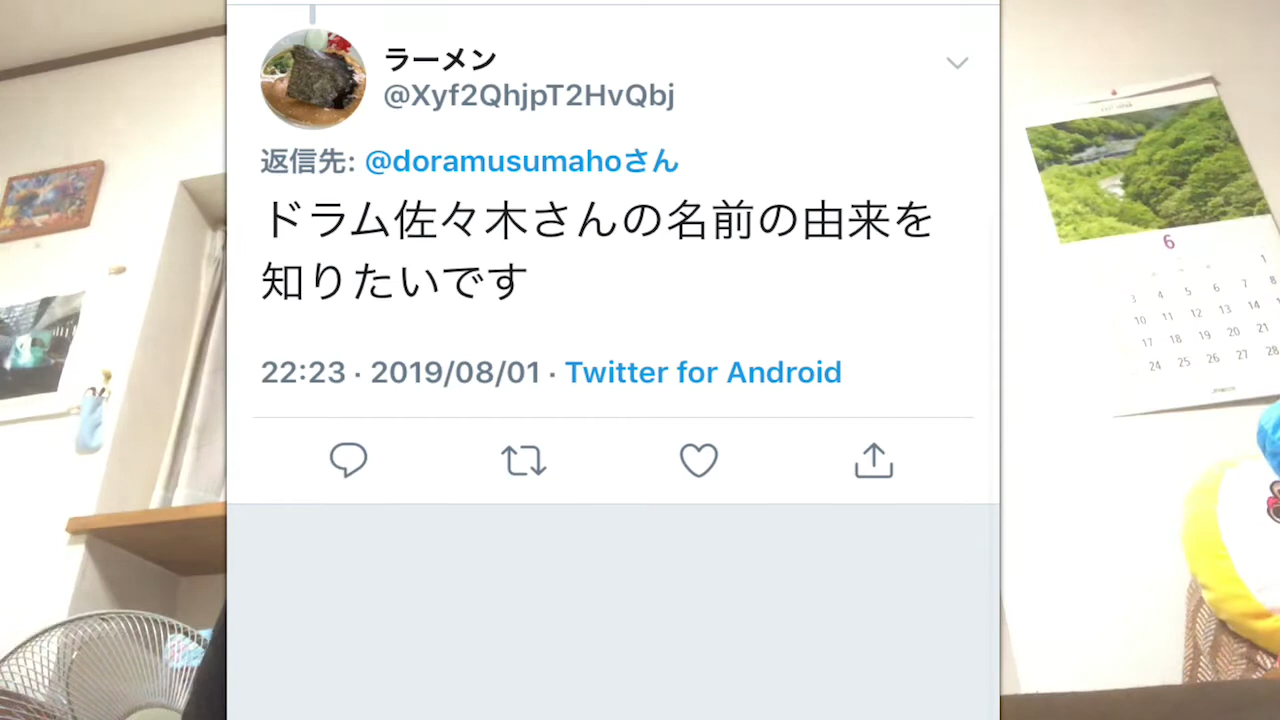 ラーメン
@Xyf2QhjpT2HvQbj
返信先: @doramusumahoさん
ドラム佐々木さんの名前の由来を
知りたいです
22:23 · 2019/08/01 · Twitter for Android
6
1
3 4 5 6 7 8
10 11 12 13 14
17 18 19 20 21
24 25 26 27 28